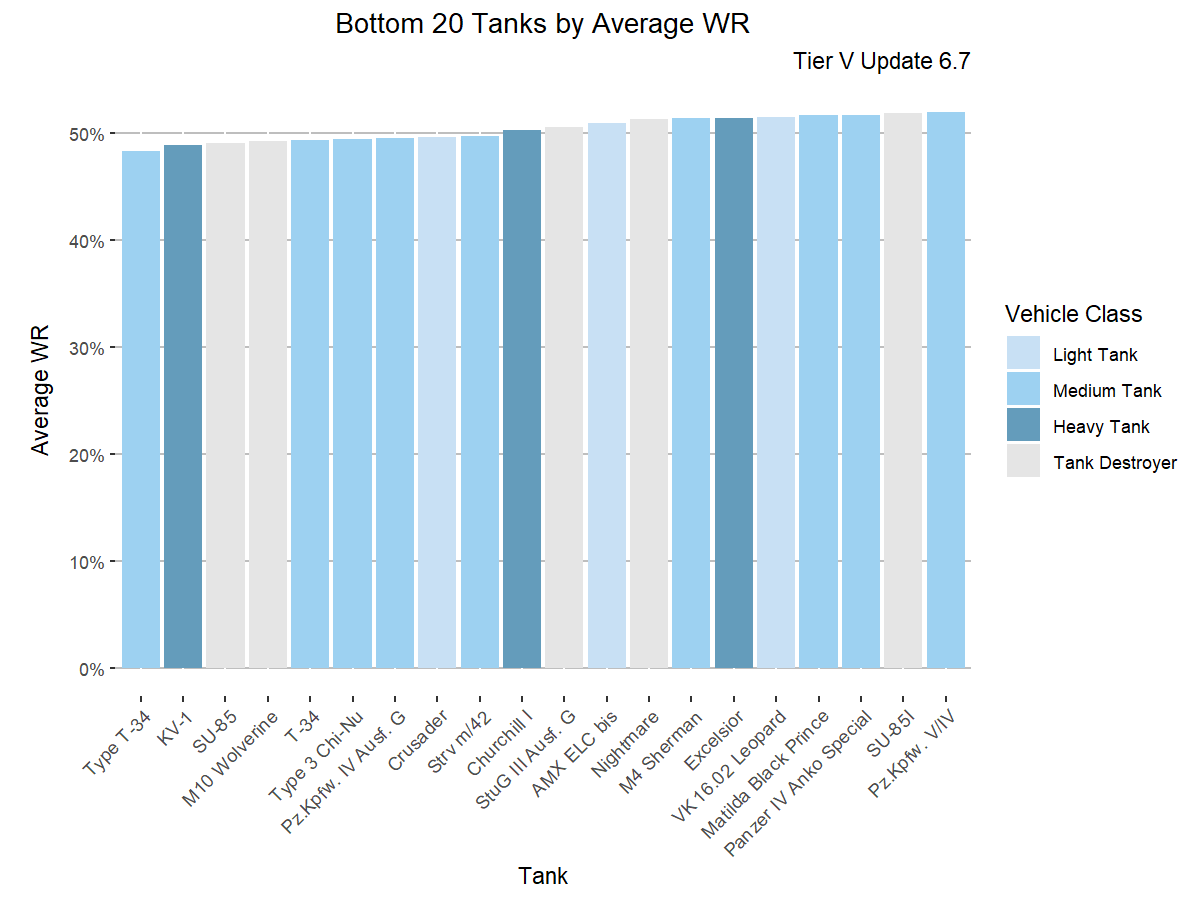 Bottom 20 Tanks by Average WR
Tier V Update 6.7
Average WR
50%
40%
30%
20%
10%
0%
Type T-34
KV-1
SU-85
M10 Wolverine
T-34
Type 3 Chi-Nu
Pz.Kpfw. IV Ausf. G
Crusader
Strv m/42
Churchill I
StuG III Ausf. G
AMX ELC bis
Nightmare
M4 Sherman
Excelsior
VK 16.02 Leopard
Matilda Black Prince
Panzer IV Anko Special
SU-85I
Pz.Kpfw. V/IV
Tank
Vehicle Class
Light Tank
Medium Tank
Heavy Tank
Tank Destroyer